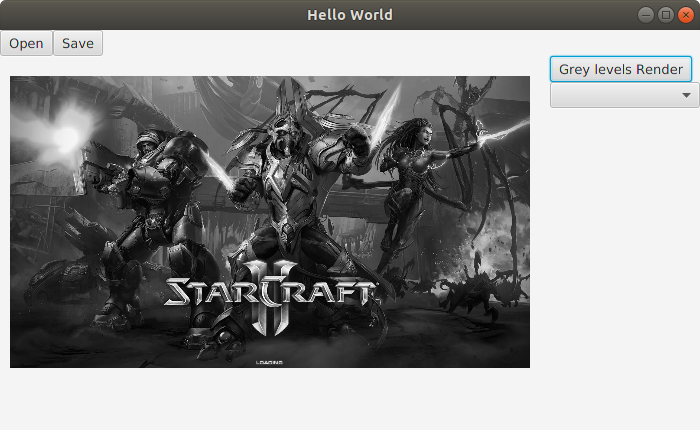 Hello World
Open Save
Grey levels Render
STARCRAFT
II
LOADING